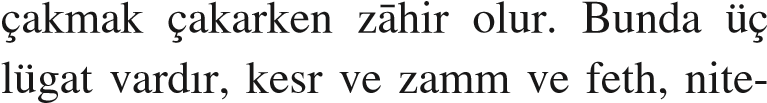 çakmak çakarken zāhir olur. Bunda üç
lügat vardır, kesr ve zamm ve feth, nite-